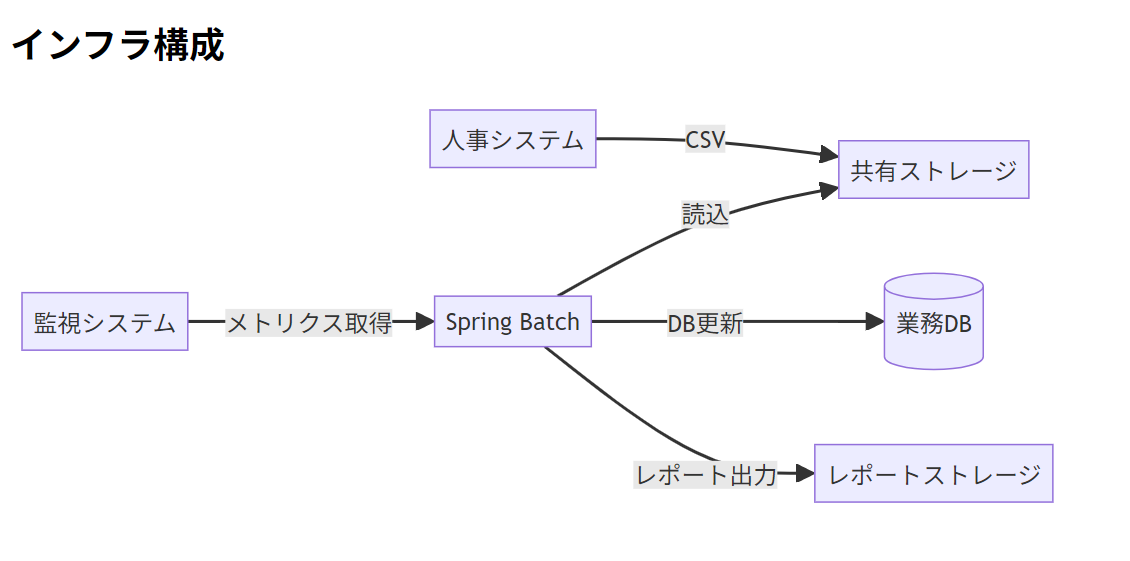 インフラ構成
人事システム
CSV
共有ストレージ
読込
監視システム
メトリクス取得
Spring Batch
DB更新
業務DB
レポート出力
レポートストレージ